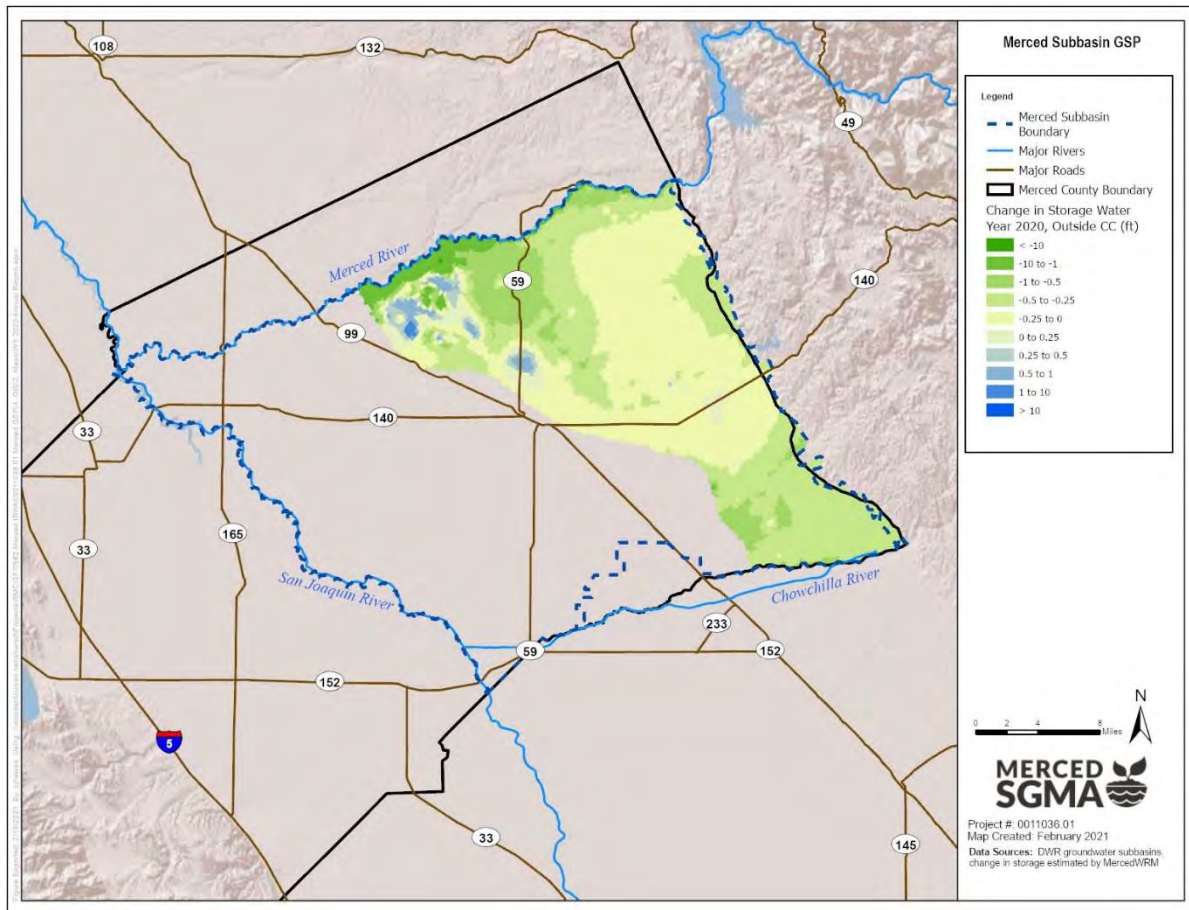 Merced Subbasin GSP
Legend
Merced Subbasin
Boundary
Major Rivers
Major Roads
Merced County Boundary
Change in Storage Water
Year 2020, Outside CC (ft)
< -10
-10 to -1
-1 to -0.5
-0.5 to -0.25
-0.25 to 0
0 to 0.25
0.25 to 0.5
0.5 to 1
1 to 10
> 10
108
132
49
Merced River
59
140
99
140
33
165
33
San Joaquin River
Chowchilla River
233
59
152
152
5
33
145
N
0 2 4 8
Miles
MERCED
SGMA
Project #: 0011036.01
Map Created: February 2021
Data Sources: DWR groundwater subbasins,
change in storage estimated by MercedWRM